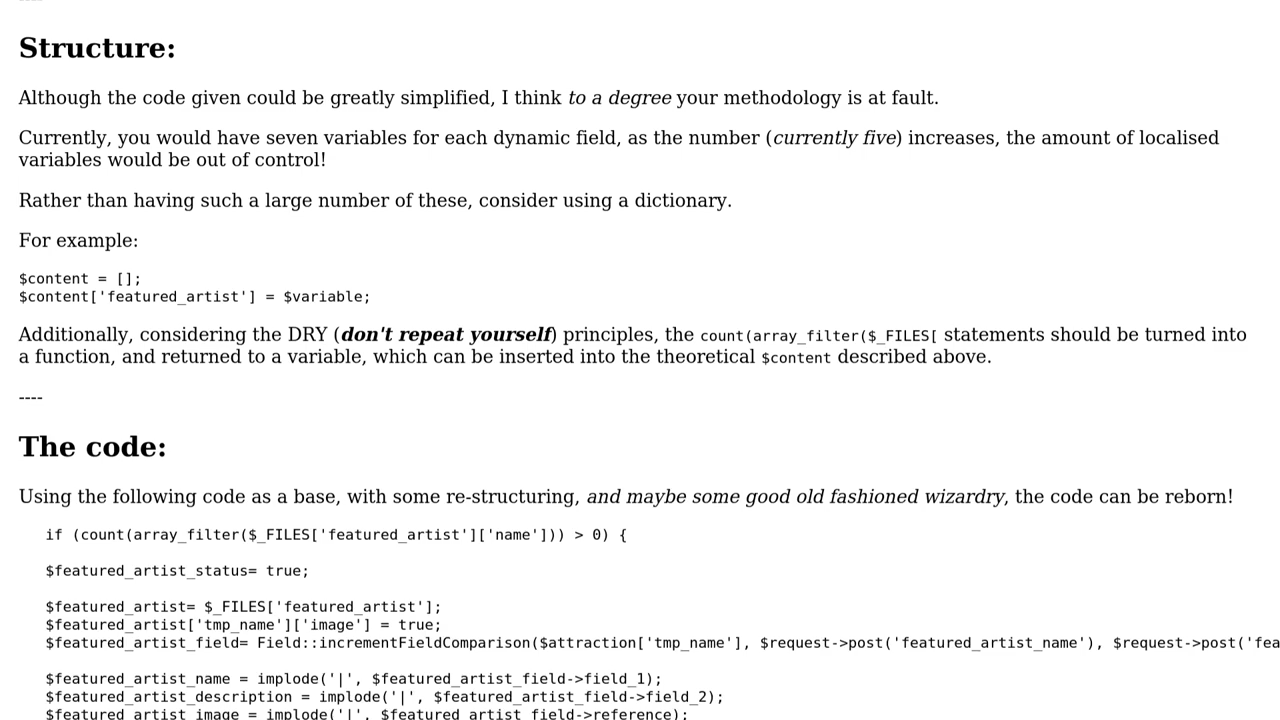 Structure:
Although the code given could be greatly simplified, I think to a degree your methodology is at fault.
Currently, you would have seven variables for each dynamic field, as the number (currently five) increases, the amount of localised
variables would be out of control!
Rather than having such a large number of these, consider using a dictionary.
For example:
$content = [];
$content['featured_artist'] = $variable;
Additionally, considering the DRY (don't repeat yourself) principles, the count(array_filter($_FILES[ statements should be turned into
a function, and returned to a variable, which can be inserted into the theoretical $content described above.
----
The code:
Using the following code as a base, with some re-structuring, and maybe some good old fashioned wizardry, the code can be reborn!
if (count(array_filter($_FILES['featured_artist']['name'])) > 0) {
$featured_artist_status= true;
$featured_artist= $_FILES['featured_artist'];
$featured_artist['tmp_name']['image'] = true;
$featured_artist_field= Field::incrementFieldComparison($attraction['tmp_name'], $request->post('featured_artist_name'), $request->post('fea
$featured_artist_name = implode('|', $featured_artist_field->field_1);
$featured_artist_description = implode('|', $featured_artist_field->field_2);
$featured_artist_image = implode('|', $featured_artist_field->reference);